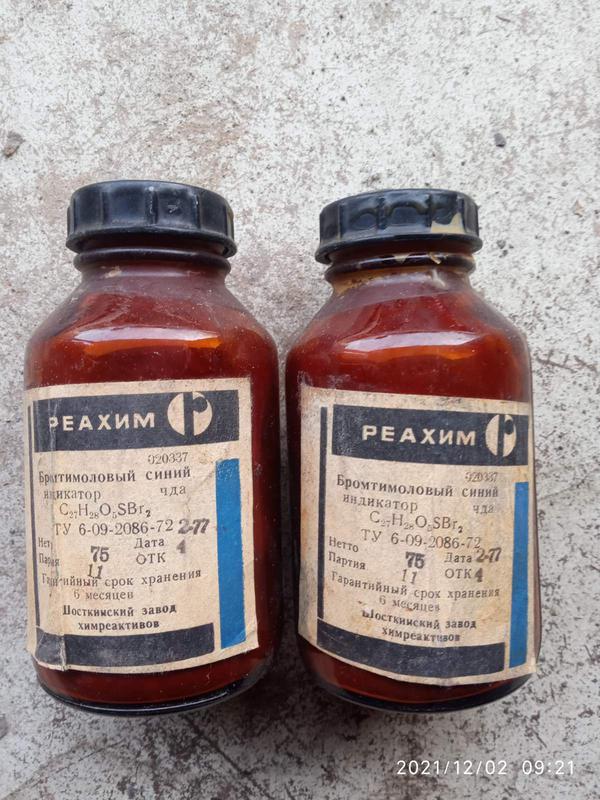 РЕАХИМ
020337
Бромтимоловый синий
индикатор чда
C27H28O5SBr2
ТУ 6-09-2086-72
2-77
Нетто 75 Дата
Партия 11 ОТК 4
Гарантийный срок хранения
6 месяцев
Шосткинский завод
химреактивов
РЕАХИМ
020337
Бромтимоловый синий
индикатор чда
C27H28O5SBr2
ТУ 6-09-2086-72
Нетто 75 Дата 2-77
Партия 11 ОТК 4
Гарантийный срок хранения
6 месяцев
Шосткинский завод
химреактивов
2021/12/02 09:21